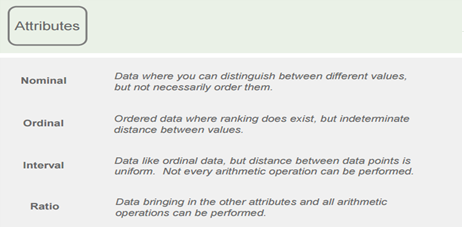 Attributes
Nominal
Data where you can distinguish between different values,
but not necessarily order them.
Ordinal
Ordered data where ranking does exist, but indeterminate
distance between values.
Interval
Data like ordinal data, but distance between data points is
uniform. Not every arithmetic operation can be performed.
Ratio
Data bringing in the other attributes and all arithmetic
operations can be performed.